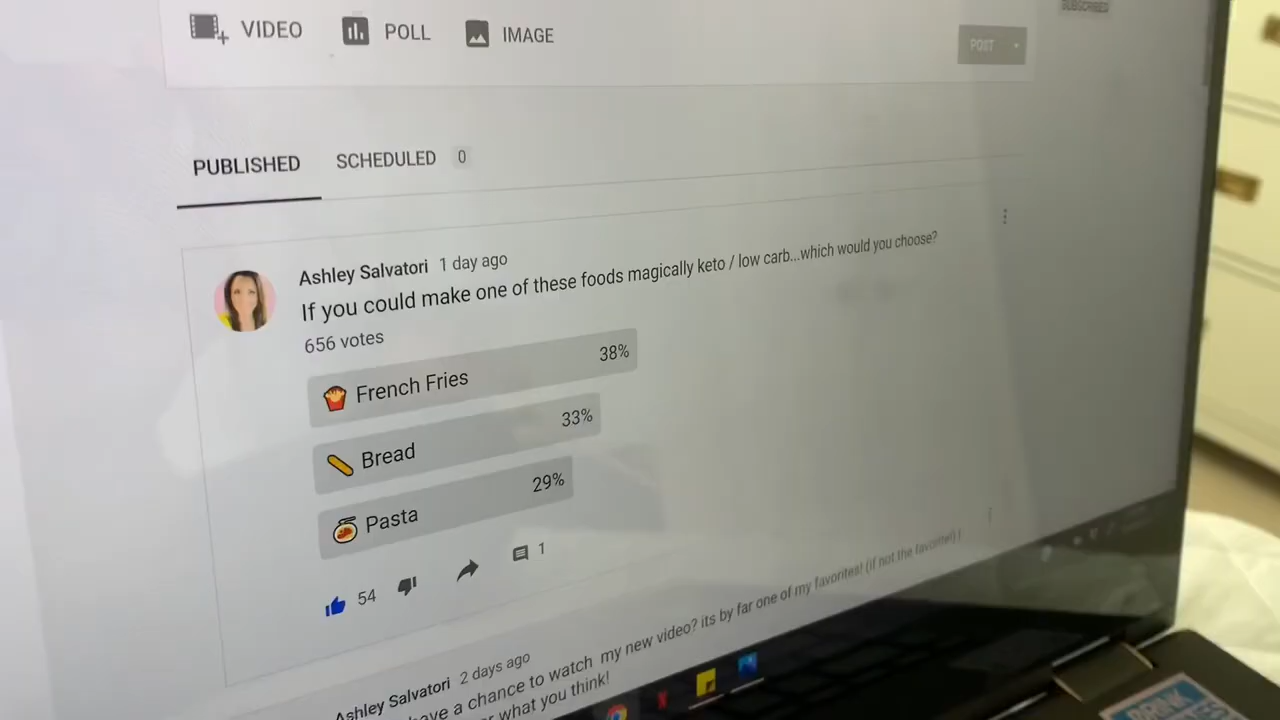 SUBSCRIBED
VIDEO POLL IMAGE
POST
PUBLISHED SCHEDULED 0
Ashley Salvatori 1 day ago
If you could make one of these foods magically keto / low carb...which would you choose?
656 votes
French Fries 38%
Bread 33%
Pasta 29%
54 1
Ashley Salvatori 2 days ago
have a chance to watch my new video? its by far one of my favorites! (if not the favorite!) !
what you think!
DRINK